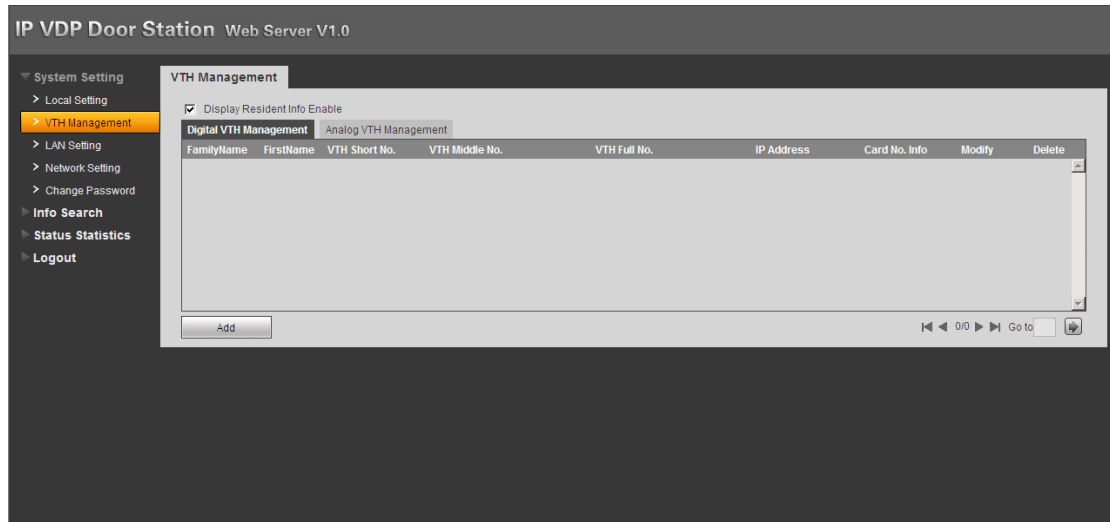 IP VDP Door Station Web Server V1.0
System Setting
Local Setting
VTH Management
LAN Setting
Network Setting
Change Password
Info Search
Status Statistics
Logout
VTH Management
Display Resident Info Enable
Digital VTH Management Analog VTH Management
FamilyName FirstName VTH Short No. VTH Middle No. VTH Full No. IP Address Card No. Info Modify Delete
Add 0/0 Go to